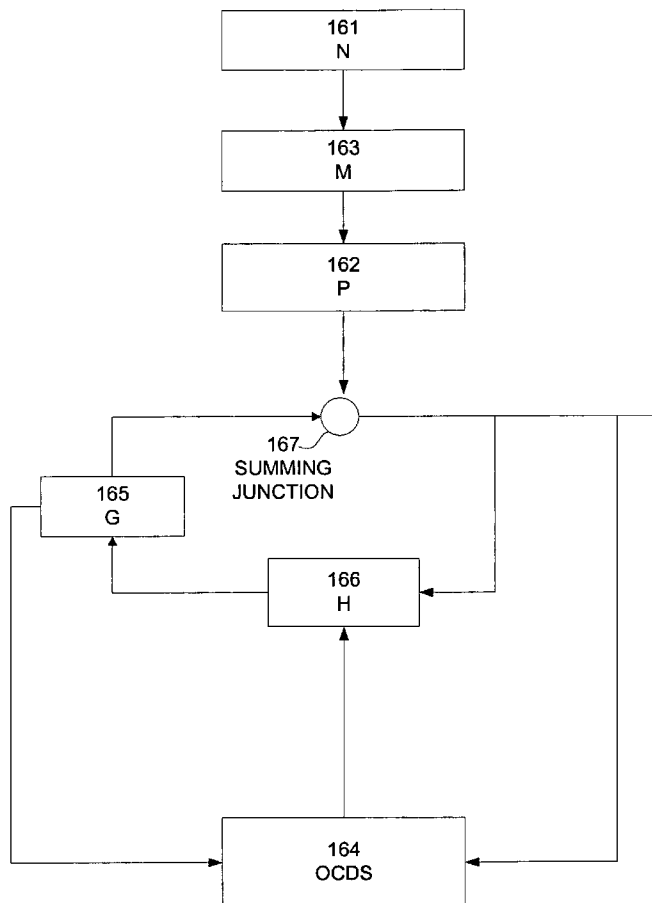 161
N
163
M
162
P
167
SUMMING
JUNCTION
165
G
166
H
164
OCDS